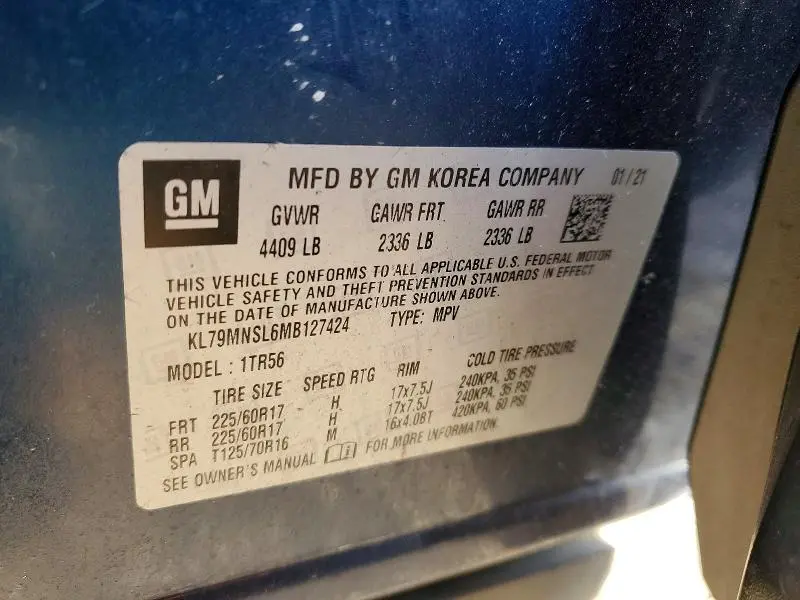 GM
MFD BY GM KOREA COMPANY 01/21
GVWR GAWR FRT GAWR RR
4409 LB 2336 LB 2336 LB
THIS VEHICLE CONFORMS TO ALL APPLICABLE U.S. FEDERAL MOTOR
VEHICLE SAFETY AND THEFT PREVENTION STANDARDS IN EFFECT
ON THE DATE OF MANUFACTURE SHOWN ABOVE.
KL79MNSL6MB127424 TYPE: MPV
MODEL : 1TR56
TIRE SIZE SPEED RTG RIM COLD TIRE PRESSURE
FRT 225/60R17 H 17x7.5J 240KPA, 35 PSI
RR 225/60R17 H 17x7.5J 240KPA, 35 PSI
SPA T125/70R16 M 16x4.0BT 420KPA, 60 PSI
SEE OWNER'S MANUAL FOR MORE INFORMATION.